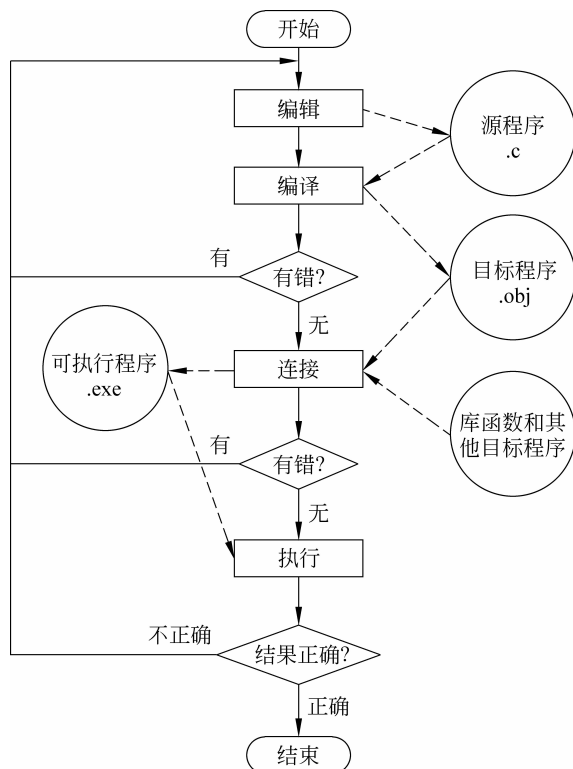 开始
编辑
源程序
.c
编译
有
有错?
目标程序
.obj
无
可执行程序
.exe
连接
库函数和其
他目标程序
有
有错?
无
执行
不正确
结果正确?
正确
结束